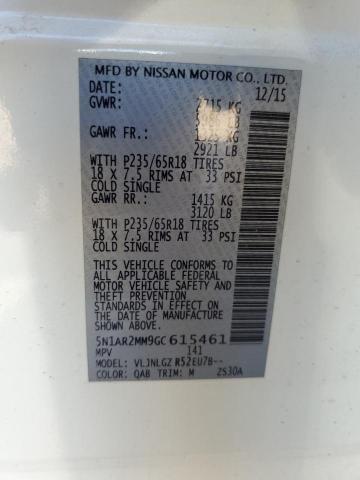 MFD BY NISSAN MOTOR CO., LTD.
DATE: 12/15
GVWR: 2715 KG
LB
GAWR FR.: KG
2921 LB
WITH P235/65R18 TIRES
18 X 7.5 RIMS AT 33 PSI
COLD SINGLE
GAWR RR.: 1415 KG
3120 LB
WITH P235/65R18 TIRES
18 X 7.5 RIMS AT 33 PSI
COLD SINGLE
THIS VEHICLE CONFORMS TO
ALL APPLICABLE FEDERAL
MOTOR VEHICLE SAFETY
STANDARDS IN EFFECT ON
THE DATE OF MANUFACTURE
SHOWN ABOVE.
5N1AR2MM9GC615461
MPV 141
MODEL: VLJNLGZ R52EU7B--
COLOR: QAB TRIM: M ZS30A